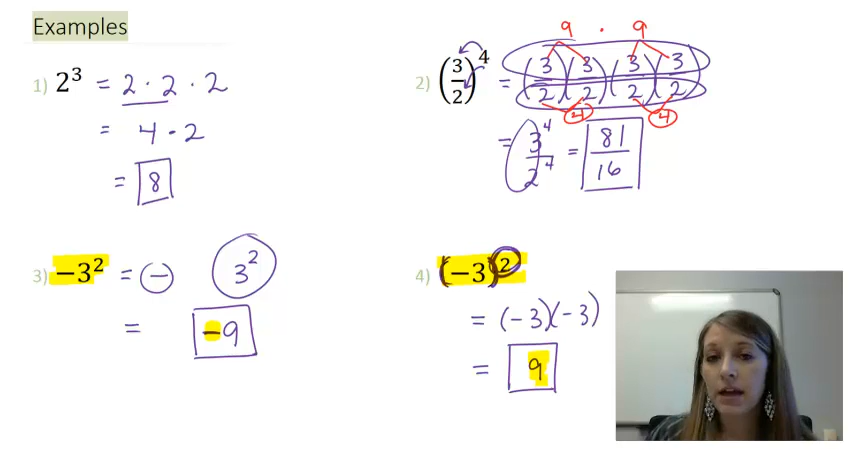 Examples
1) 2³ = 2 · 2 · 2
= 4 · 2
= 8
9 · 9
2) (3/2)⁴ = (3/2)(3/2)(3/2)(3/2)
4 4
= 3⁴/2⁴ = 81/16
3) −3² = − 3²
= −9
4) (−3)²
= (−3)(−3)
= 9